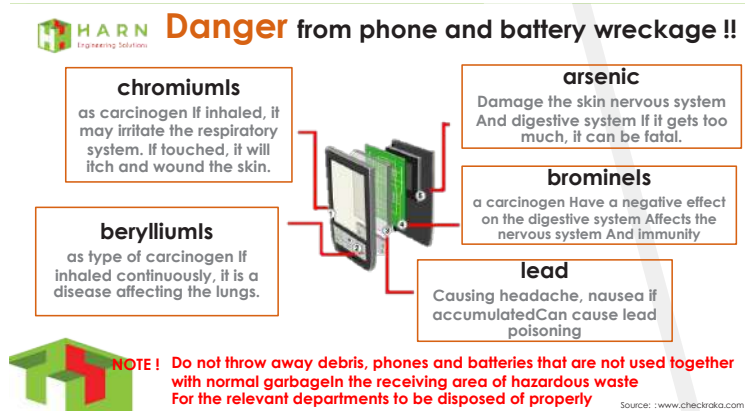 HARN
Engineering Solutions
Danger from phone and battery wreckage !!
chromiumIs
as carcinogen If inhaled, it
may irritate the respiratory
system. If touched, it will
itch and wound the skin.
arsenic
Damage the skin nervous system
And digestive system If it gets too
much, it can be fatal.
berylliumIs
as type of carcinogen If
inhaled continuously, it is a
disease affecting the lungs.
bromineIs
a carcinogen Have a negative effect
on the digestive system Affects the
nervous system And immunity
lead
Causing headache, nausea if
accumulatedCan cause lead
poisoning
1
2
3
4
5
NOTE ! Do not throw away debris, phones and batteries that are not used together
with normal garbageIn the receiving area of hazardous waste
For the relevant departments to be disposed of properly
Source: :www.checkraka.com